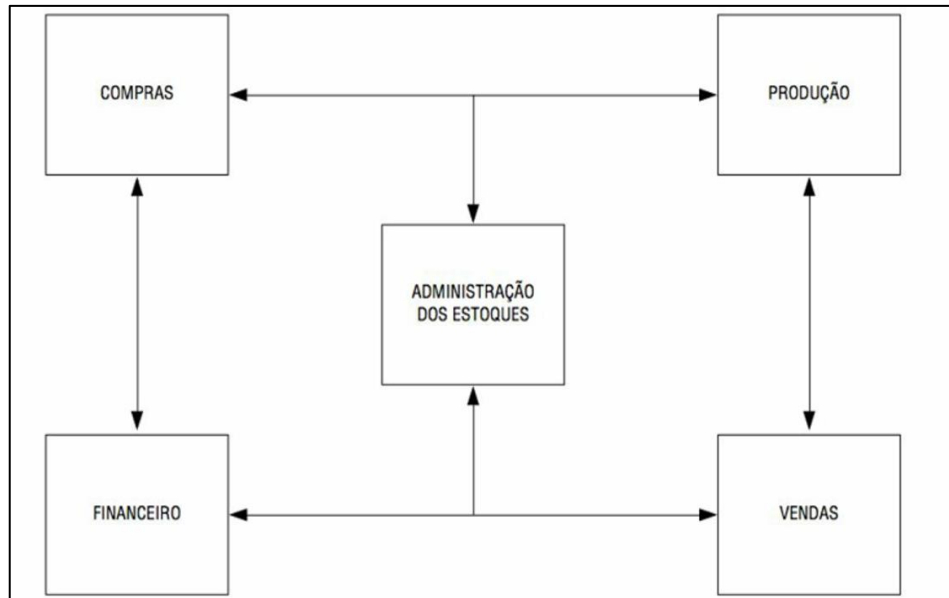 COMPRAS
PRODUÇÃO
ADMINISTRAÇÃO
DOS ESTOQUES
FINANCEIRO
VENDAS